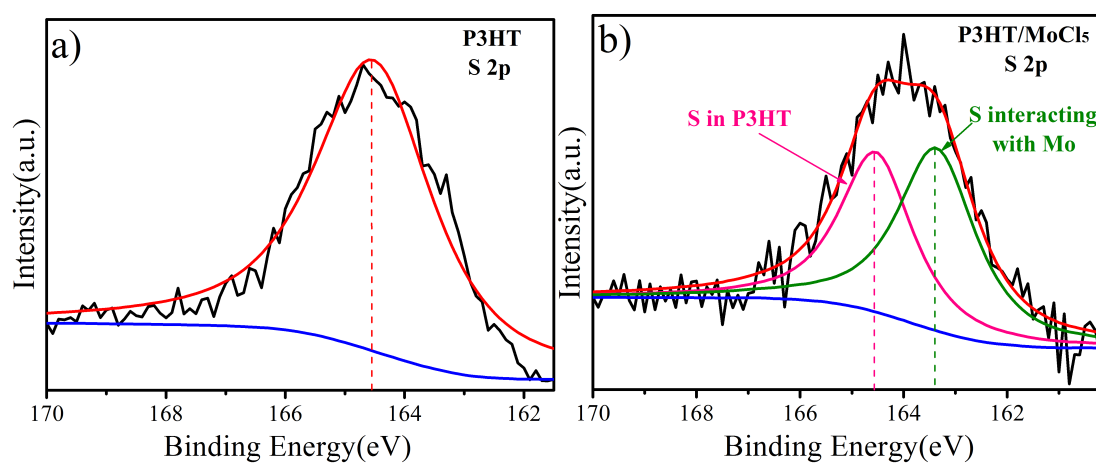 a)
P3HT
S 2p
Intensity(a.u.)
170
168
166
164
162
Binding Energy(eV)
b)
P3HT/MoCl₅
S 2p
S in P3HT
S interacting
with Mo
Intensity(a.u.)
170
168
166
164
162
Binding Energy(eV)